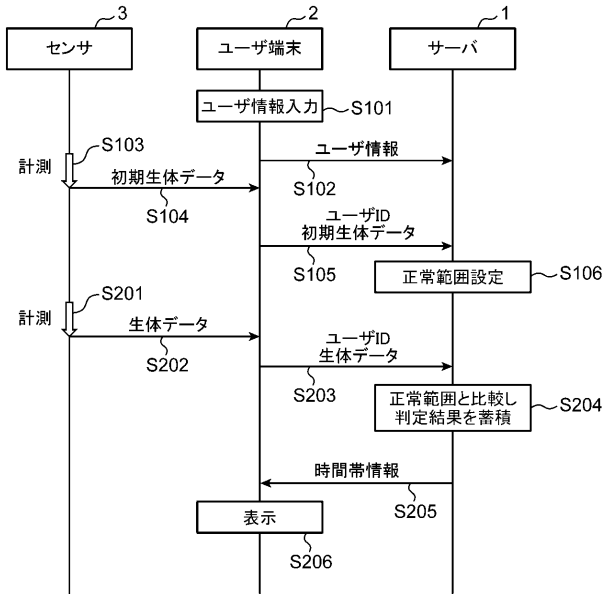 3
2
1
センサ
ユーザ端末
サーバ
ユーザ情報入力
S101
S103
計測
ユーザ情報
S102
初期生体データ
S104
ユーザID
初期生体データ
S105
正常範囲設定
S106
S201
計測
生体データ
S202
ユーザID
生体データ
S203
正常範囲と比較し
判定結果を蓄積
S204
時間帯情報
S205
表示
S206